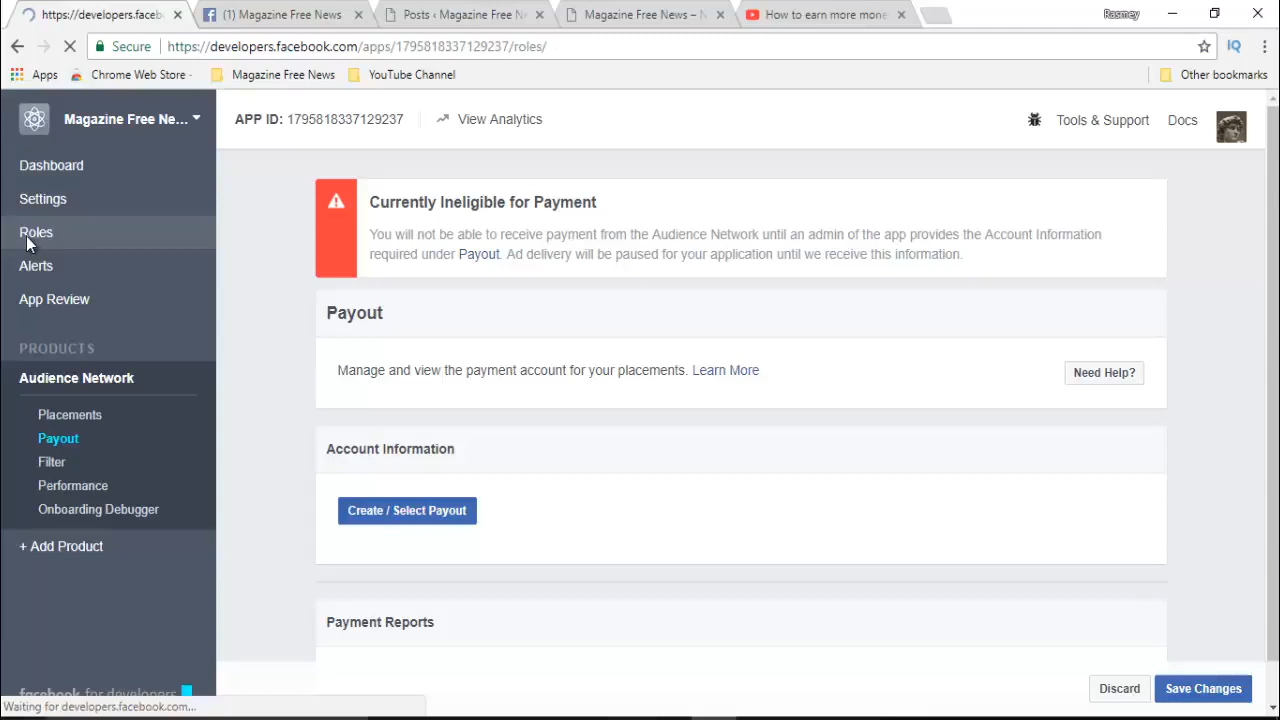 https://developers.faceb
(1) Magazine Free News
Posts ‹ Magazine Free N
Magazine Free News – N
How to earn more mone
Rasmey
Secure
https://developers.facebook.com/apps/1795818337129237/roles/
Apps
Chrome Web Store -
Magazine Free News
YouTube Channel
Other bookmarks
Magazine Free Ne...
APP ID: 1795818337129237
View Analytics
Tools & Support
Docs
Dashboard
Settings
Roles
Alerts
App Review
PRODUCTS
Audience Network
Placements
Payout
Filter
Performance
Onboarding Debugger
+ Add Product
facebook for developers
Waiting for developers.facebook.com...
Currently Ineligible for Payment
You will not be able to receive payment from the Audience Network until an admin of the app provides the Account Information
required under Payout. Ad delivery will be paused for your application until we receive this information.
Payout
Manage and view the payment account for your placements. Learn More
Need Help?
Account Information
Create / Select Payout
Payment Reports
Discard
Save Changes